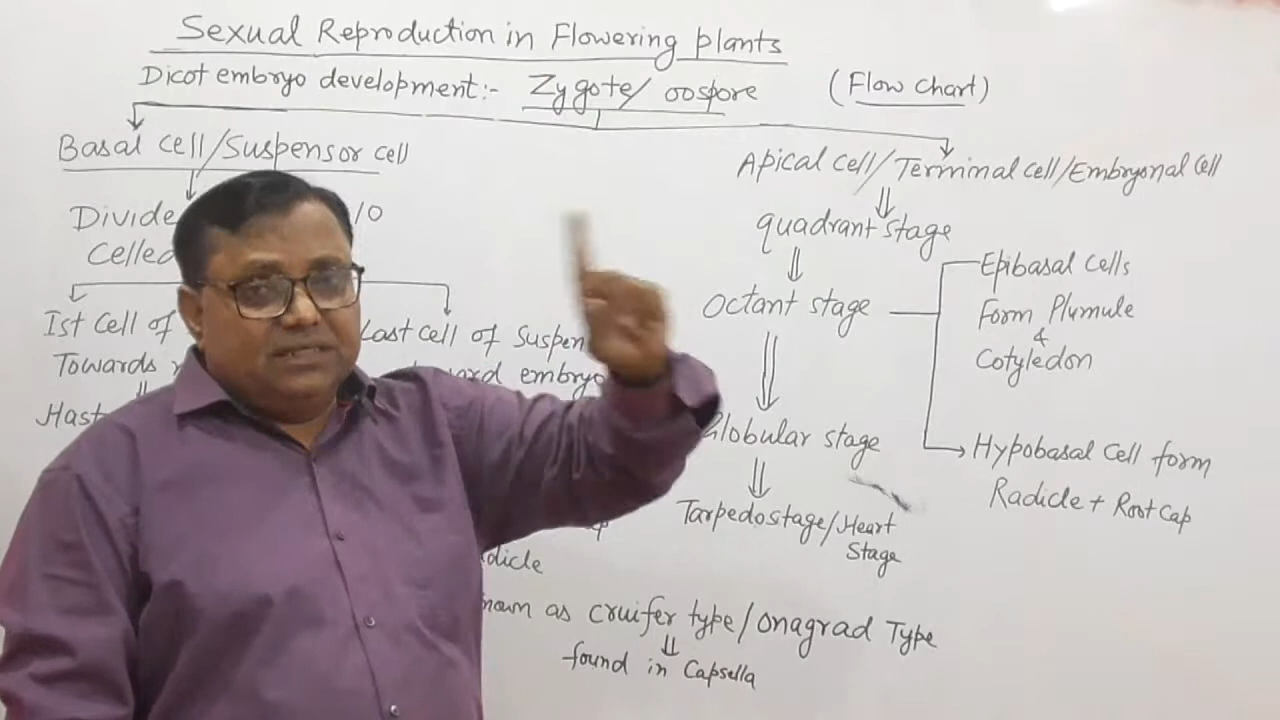 Sexual Reproduction in Flowering plants
Dicot embryo development:- Zygote/oospore (Flow chart)
Basal cell/Suspensor cell
Divide 10
Celled
Ist Cell of
Towards
Last cell of Suspen
embryo
Apical cell/Terminal cell/Embryonal cell
quadrant stage
Octant stage
Globular stage
Tarpedostage/Heart
Stage
Epibasal Cells
Form Plumule
&
Cotyledon
Hypobasal Cell form
Radicle + Root Cap
as cruifer type/onagrad Type
found in Capsella